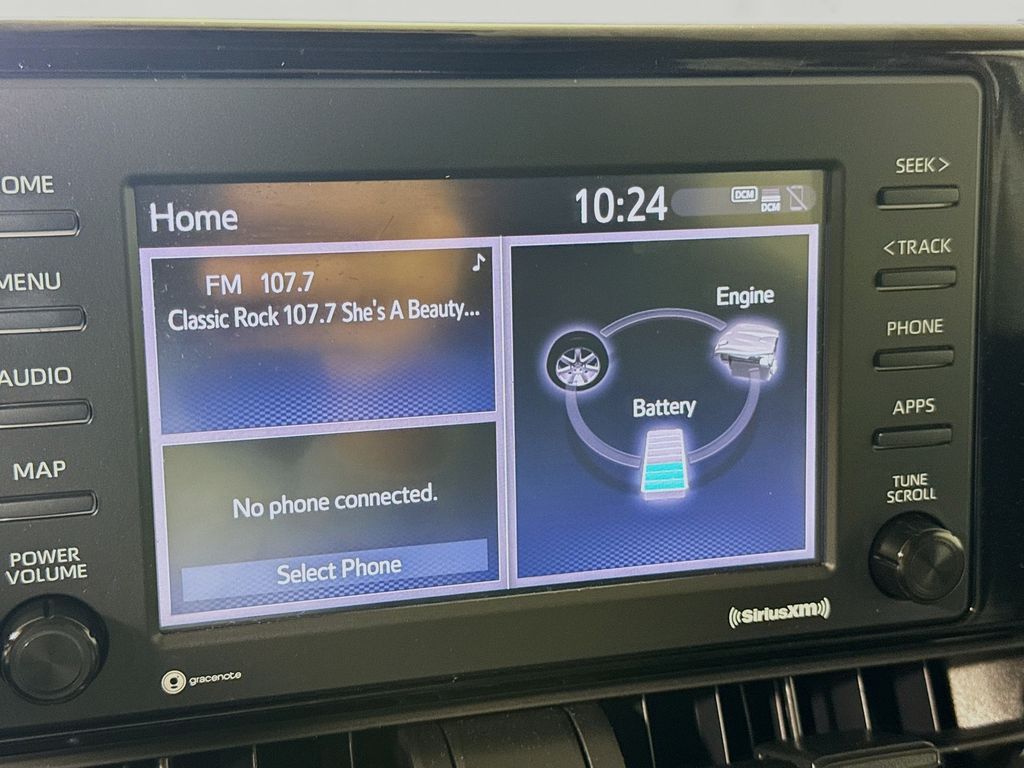 OME
MENU
AUDIO
MAP
POWER
VOLUME
Home
10:24
DCM
DCM
FM 107.7
Classic Rock 107.7 She's A Beauty...
No phone connected.
Select Phone
Engine
Battery
SEEK >
< TRACK
PHONE
APPS
TUNE
SCROLL
((SiriusXM))
gracenote